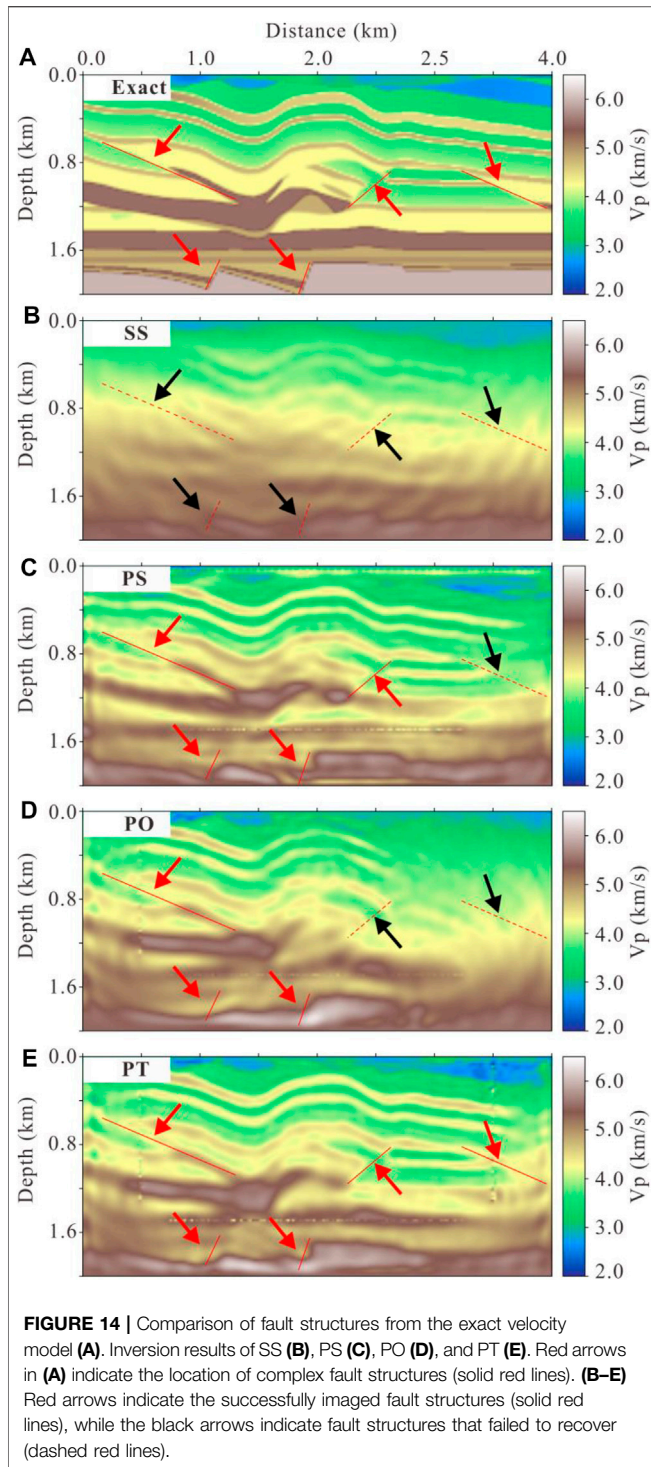 Distance (km)
0.0 1.0 2.0 2.5 4.0
A
Exact
0.0
0.8
1.6
Depth (km)
6.0
5.0
4.0
3.0
2.0
Vp (km/s)
B
SS
0.0
0.8
1.6
Depth (km)
6.0
5.0
4.0
3.0
2.0
Vp (km/s)
C
PS
0.0
0.8
1.6
Depth (km)
6.0
5.0
4.0
3.0
2.0
Vp (km/s)
D
PO
0.0
0.8
1.6
Depth (km)
6.0
5.0
4.0
3.0
2.0
Vp (km/s)
E
PT
0.0
0.8
1.6
Depth (km)
6.0
5.0
4.0
3.0
2.0
Vp (km/s)
FIGURE 14 | Comparison of fault structures from the exact velocity
model (A). Inversion results of SS (B), PS (C), PO (D), and PT (E). Red arrows
in (A) indicate the location of complex fault structures (solid red lines). (B–E)
Red arrows indicate the successfully imaged fault structures (solid red
lines), while the black arrows indicate fault structures that failed to recover
(dashed red lines).